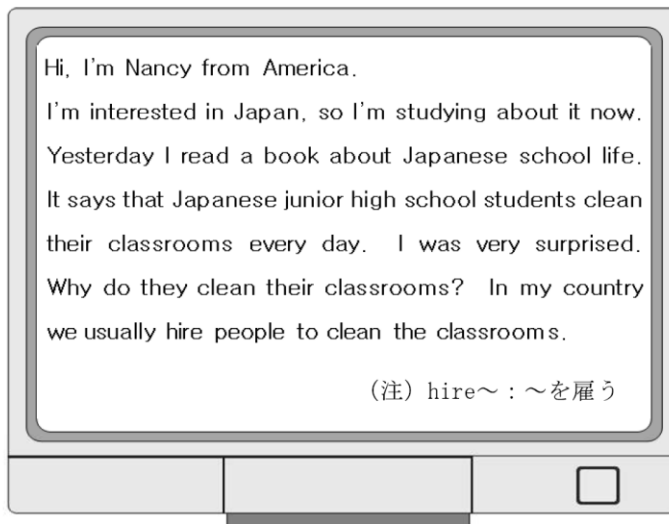 Hi, I'm Nancy from America.
I'm interested in Japan, so I'm studying about it now.
Yesterday I read a book about Japanese school life.
It says that Japanese junior high school students clean
their classrooms every day. I was very surprised.
Why do they clean their classrooms? In my country
we usually hire people to clean the classrooms.
（注）hire～：～を雇う